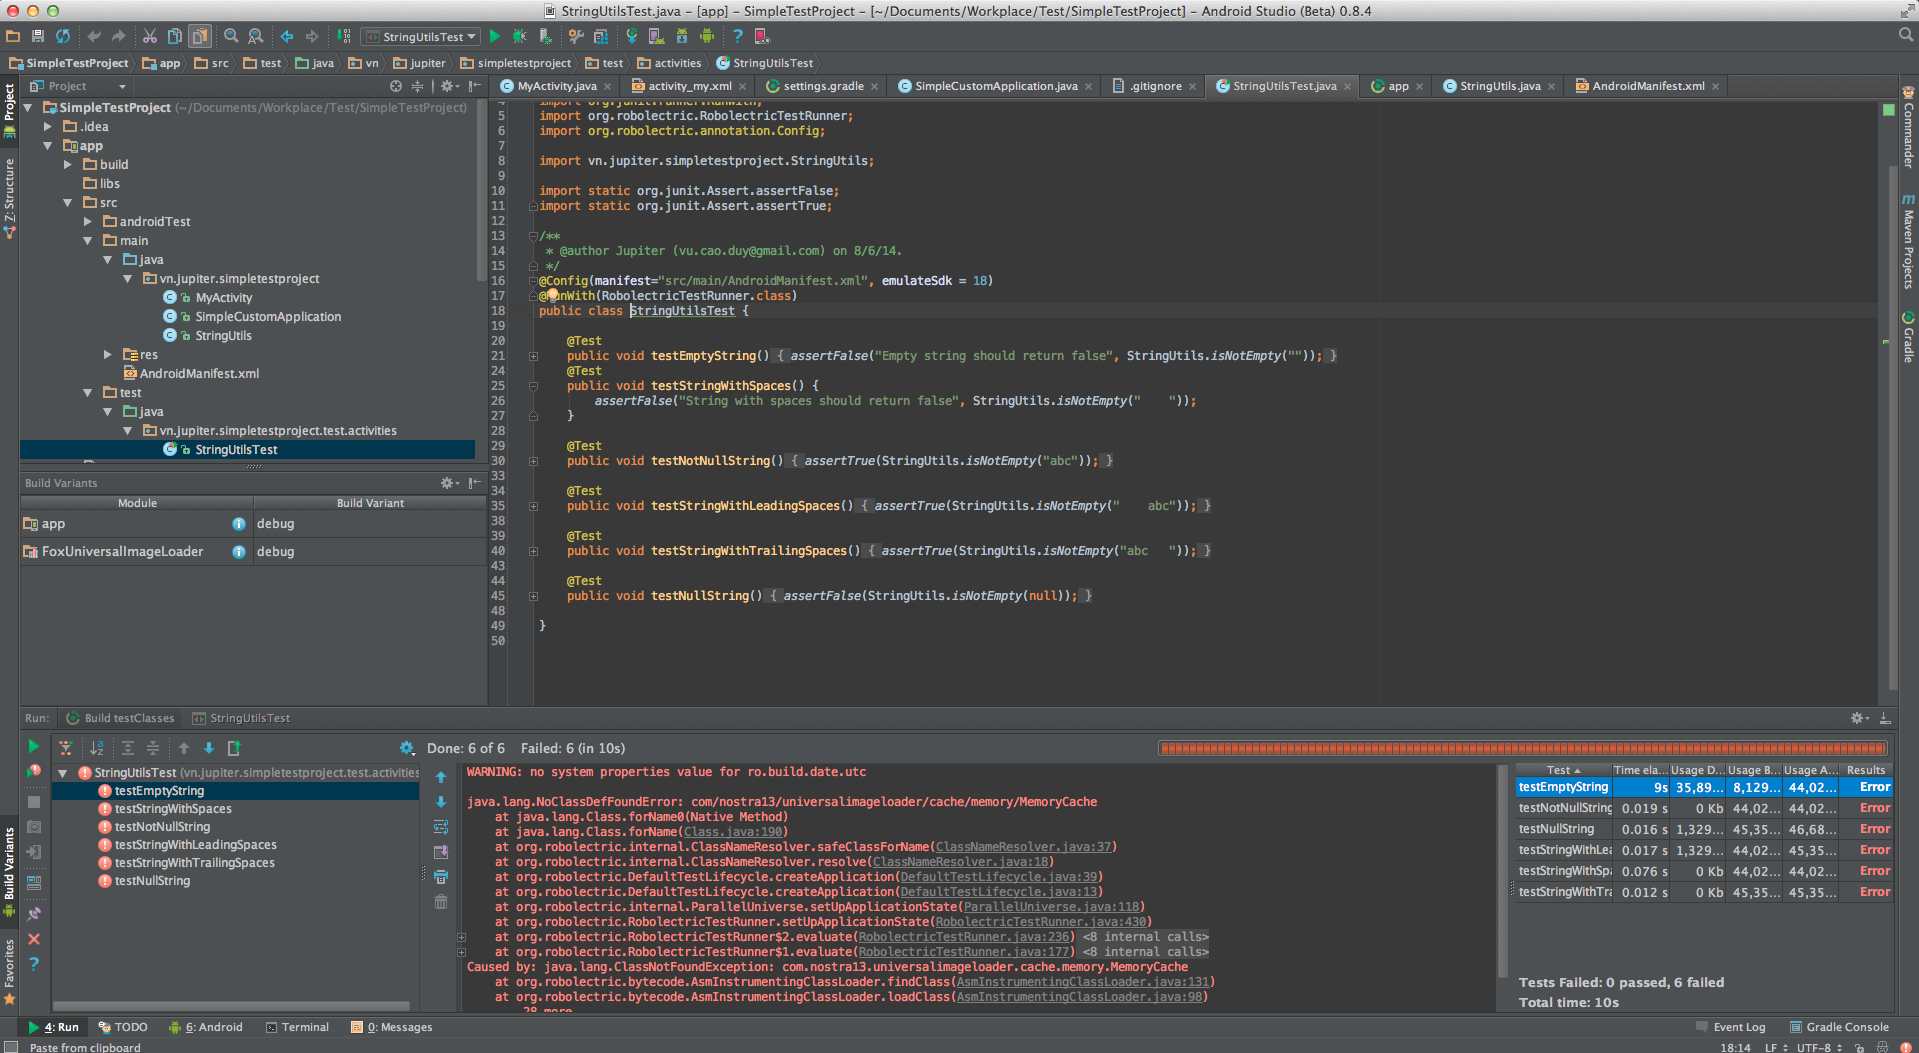 StringUtilsTest.java - [app] - SimpleTestProject - [~/Documents/Workplace/Test/SimpleTestProject] - Android Studio (Beta) 0.8.4
StringUtilsTest
SimpleTestProject app src test java vn jupiter simpletestproject test activities StringUtilsTest
Project
MyActivity.java activity_my.xml settings.gradle SimpleCustomApplication.java .gitignore StringUtilsTest.java app StringUtils.java AndroidManifest.xml
1: Project
Z: Structure
Build Variants
Favorites
Commander
Maven Projects
Gradle
SimpleTestProject (~/Documents/Workplace/Test/SimpleTestProject)
.idea
app
build
libs
src
androidTest
main
java
vn.jupiter.simpletestproject
MyActivity
SimpleCustomApplication
StringUtils
res
AndroidManifest.xml
test
java
vn.jupiter.simpletestproject.test.activities
StringUtilsTest
Build Variants
Module Build Variant
app debug
FoxUniversalImageLoader debug
4 import org.junit.runner.RunWith;
5 import org.robolectric.RobolectricTestRunner;
6 import org.robolectric.annotation.Config;
7
8 import vn.jupiter.simpletestproject.StringUtils;
9
10 import static org.junit.Assert.assertFalse;
11 import static org.junit.Assert.assertTrue;
12
13 /**
14 * @author Jupiter (vu.cao.duy@gmail.com) on 8/6/14.
15 */
16 @Config(manifest="src/main/AndroidManifest.xml", emulateSdk = 18)
17 @RunWith(RobolectricTestRunner.class)
18 public class StringUtilsTest {
19
20 @Test
21 public void testEmptyString() { assertFalse("Empty string should return false", StringUtils.isNotEmpty("")); }
24 @Test
25 public void testStringWithSpaces() {
26 assertFalse("String with spaces should return false", StringUtils.isNotEmpty("    "));
27 }
28
29 @Test
30 public void testNotNullString() { assertTrue(StringUtils.isNotEmpty("abc")); }
33
34 @Test
35 public void testStringWithLeadingSpaces() { assertTrue(StringUtils.isNotEmpty("    abc")); }
38
39 @Test
40 public void testStringWithTrailingSpaces() { assertTrue(StringUtils.isNotEmpty("abc   ")); }
43
44 @Test
45 public void testNullString() { assertFalse(StringUtils.isNotEmpty(null)); }
48
49 }
50
Run: Build testClasses StringUtilsTest
Done: 6 of 6 Failed: 6 (in 10s)
StringUtilsTest (vn.jupiter.simpletestproject.test.activities
testEmptyString
testStringWithSpaces
testNotNullString
testStringWithLeadingSpaces
testStringWithTrailingSpaces
testNullString
WARNING: no system properties value for ro.build.date.utc
java.lang.NoClassDefFoundError: com/nostra13/universalimageloader/cache/memory/MemoryCache
at java.lang.Class.forName0(Native Method)
at java.lang.Class.forName(Class.java:190)
at org.robolectric.internal.ClassNameResolver.safeClassForName(ClassNameResolver.java:37)
at org.robolectric.internal.ClassNameResolver.resolve(ClassNameResolver.java:18)
at org.robolectric.DefaultTestLifecycle.createApplication(DefaultTestLifecycle.java:39)
at org.robolectric.DefaultTestLifecycle.createApplication(DefaultTestLifecycle.java:13)
at org.robolectric.internal.ParallelUniverse.setUpApplicationState(ParallelUniverse.java:118)
at org.robolectric.RobolectricTestRunner.setUpApplicationState(RobolectricTestRunner.java:430)
at org.robolectric.RobolectricTestRunner$2.evaluate(RobolectricTestRunner.java:236) <8 internal calls>
at org.robolectric.RobolectricTestRunner$1.evaluate(RobolectricTestRunner.java:177) <8 internal calls>
Caused by: java.lang.ClassNotFoundException: com.nostra13.universalimageloader.cache.memory.MemoryCache
at org.robolectric.bytecode.AsmInstrumentingClassLoader.findClass(AsmInstrumentingClassLoader.java:131)
at org.robolectric.bytecode.AsmInstrumentingClassLoader.loadClass(AsmInstrumentingClassLoader.java:98)
... 28 more
Test Time ela... Usage D... Usage B... Usage A... Results
testEmptyString 9s 35,89... 8,129... 44,02... Error
testNotNullString 0.019 s 0 Kb 44,02... 44,02... Error
testNullString 0.016 s 1,329... 45,35... 46,68... Error
testStringWithLea 0.017 s 1,329... 44,02... 45,35... Error
testStringWithSpa 0.076 s 0 Kb 44,02... 44,02... Error
testStringWithTra 0.012 s 0 Kb 45,35... 45,35... Error
Tests Failed: 0 passed, 6 failed
Total time: 10s
4: Run TODO 6: Android Terminal 0: Messages Event Log Gradle Console
Paste from clipboard 18:14 LF UTF-8